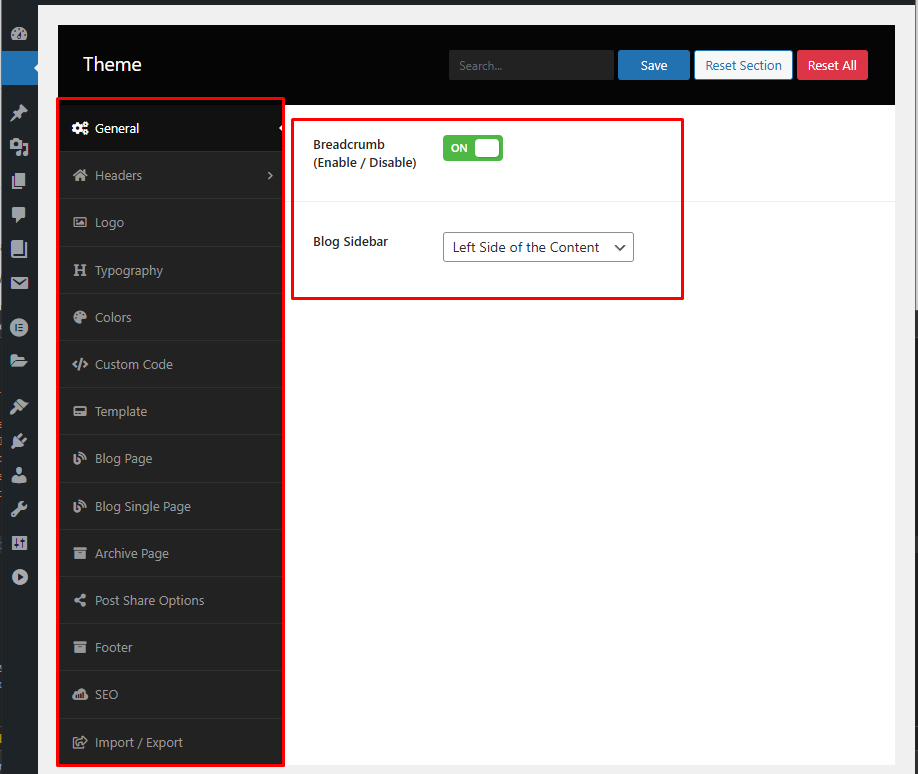 Theme
Search...
Save
Reset Section
Reset All
General
Headers
Logo
Typography
Colors
Custom Code
Template
Blog Page
Blog Single Page
Archive Page
Post Share Options
Footer
SEO
Import / Export
Breadcrumb
(Enable / Disable)
ON
Blog Sidebar
Left Side of the Content